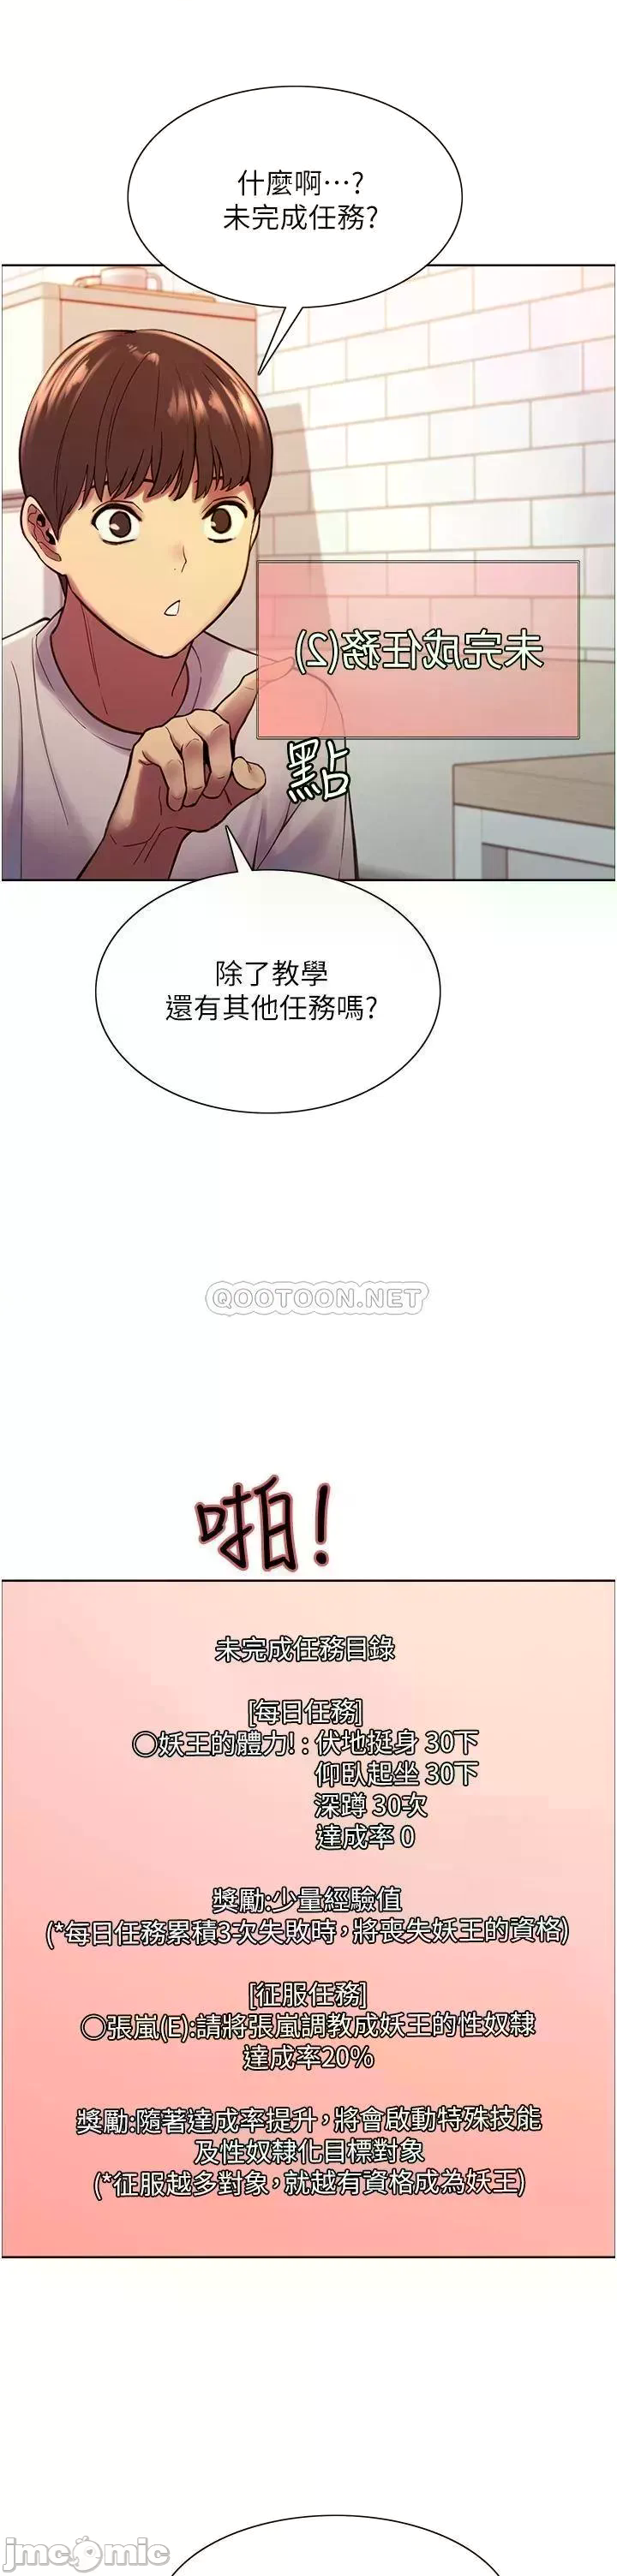 什麼啊…?
未完成任務?
未完成任務(2)
點
除了教學
還有其他任務嗎?
QOOTOON.NET
啪!
未完成任務目錄
[每日任務]
○妖王的體力! : 伏地挺身 30下
仰臥起坐 30下
深蹲 30次
達成率 0
獎勵:少量經驗值
(*每日任務累積3次失敗時,將喪失妖王的資格)
[征服任務]
○張嵐(E):請將張嵐調教成妖王的性奴隸
達成率20%
獎勵:隨著達成率提升,將會啟動特殊技能
及性奴隸化目標對象
(*征服越多對象,就越有資格成為妖王)
jmcomic